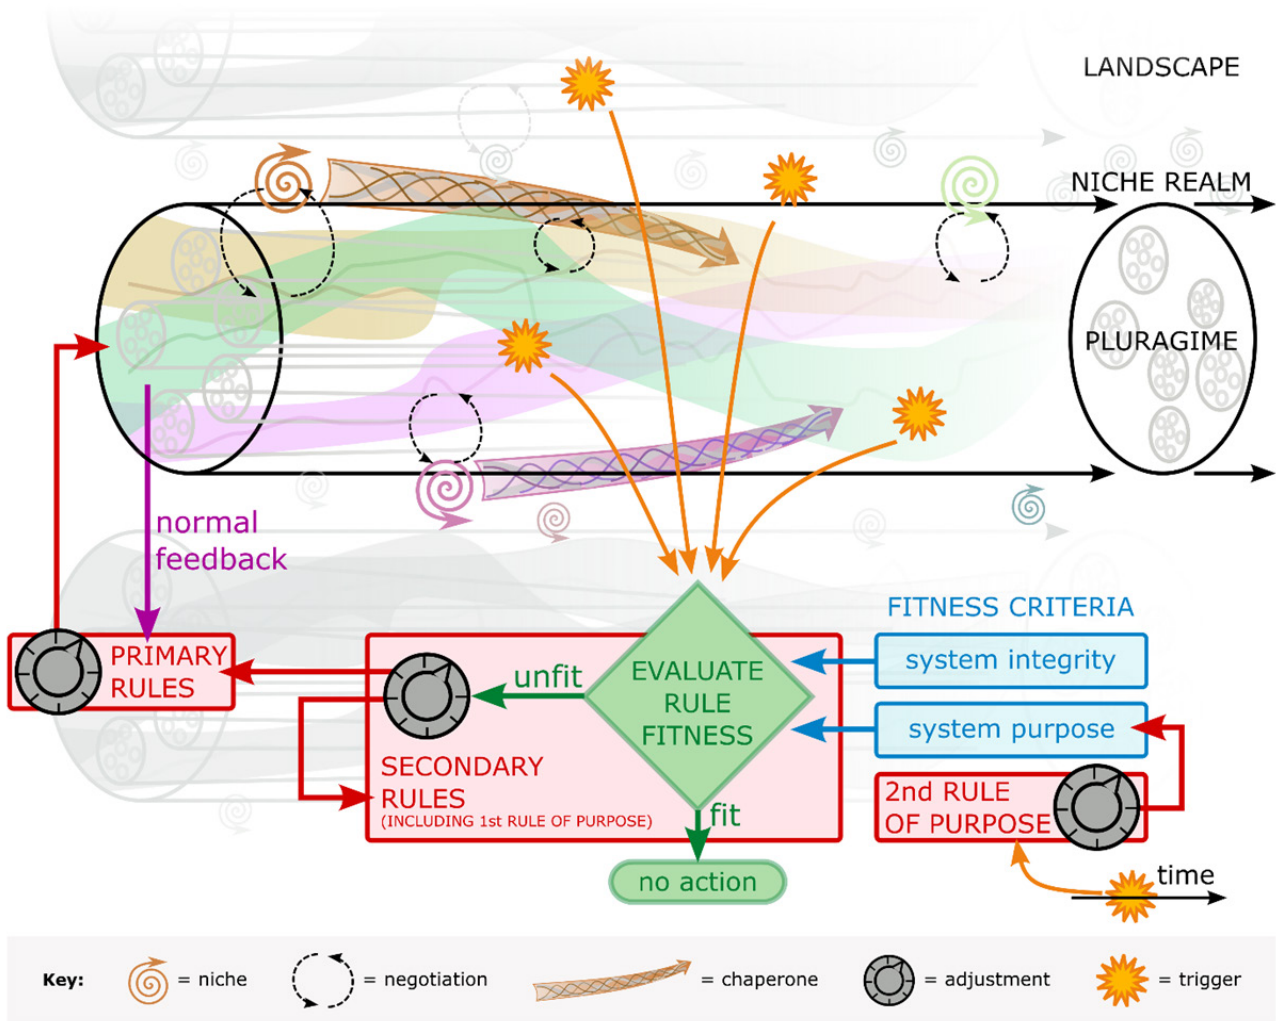 LANDSCAPE
NICHE REALM
PLURAGIME
normal
feedback
FITNESS CRITERIA
PRIMARY
RULES
unfit
EVALUATE
RULE
FITNESS
system integrity
system purpose
SECONDARY
RULES
(INCLUDING 1st RULE OF PURPOSE)
fit
2nd RULE
OF PURPOSE
no action
time
Key:
= niche
= negotiation
= chaperone
= adjustment
= trigger